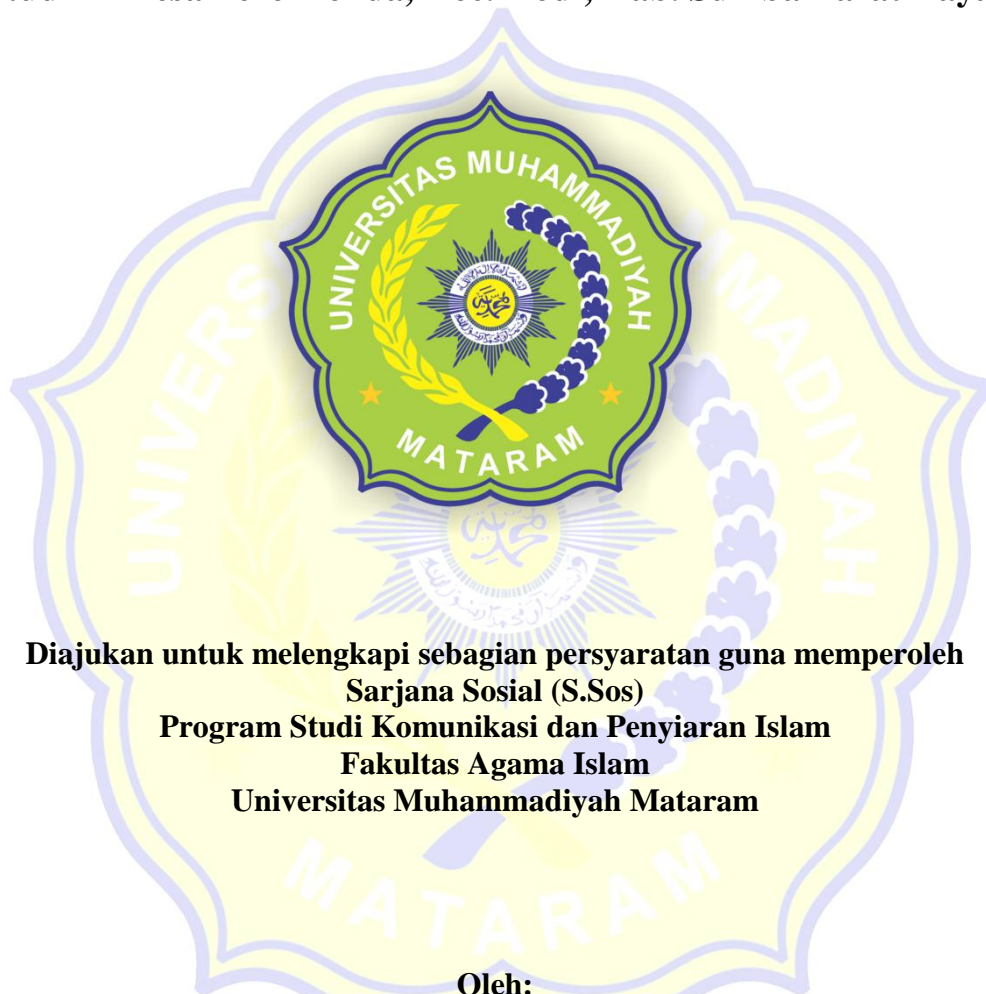 UNIVERSITAS MUHAMMADIYAH
MATARAM
Diajukan untuk melengkapi sebagian persyaratan guna memperoleh
Sarjana Sosial (S.Sos)
Program Studi Komunikasi dan Penyiaran Islam
Fakultas Agama Islam
Universitas Muhammadiyah Mataram
Oleh: